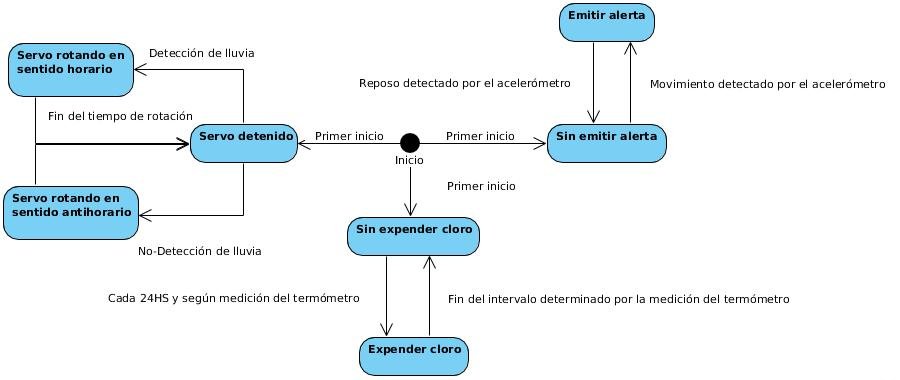 Emitir alerta
Servo rotando en
sentido horario
Detección de lluvia
Reposo detectado por el acelerómetro
Movimiento detectado por el acelerómetro
Fin del tiempo de rotación
Servo detenido
Primer inicio
Primer inicio
Sin emitir alerta
Inicio
Primer inicio
Servo rotando en
sentido antihorario
Sin expender cloro
No-Detección de lluvia
Cada 24HS y según medición del termómetro
Fin del intervalo determinado por la medición del termómetro
Expender cloro